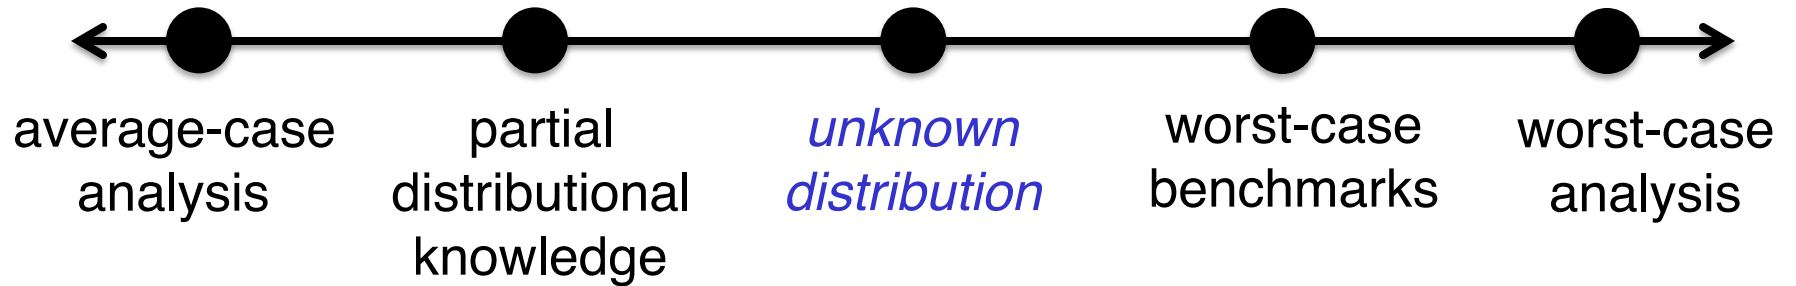 average-case
analysis
partial
distributional
knowledge
unknown
distribution
worst-case
benchmarks
worst-case
analysis